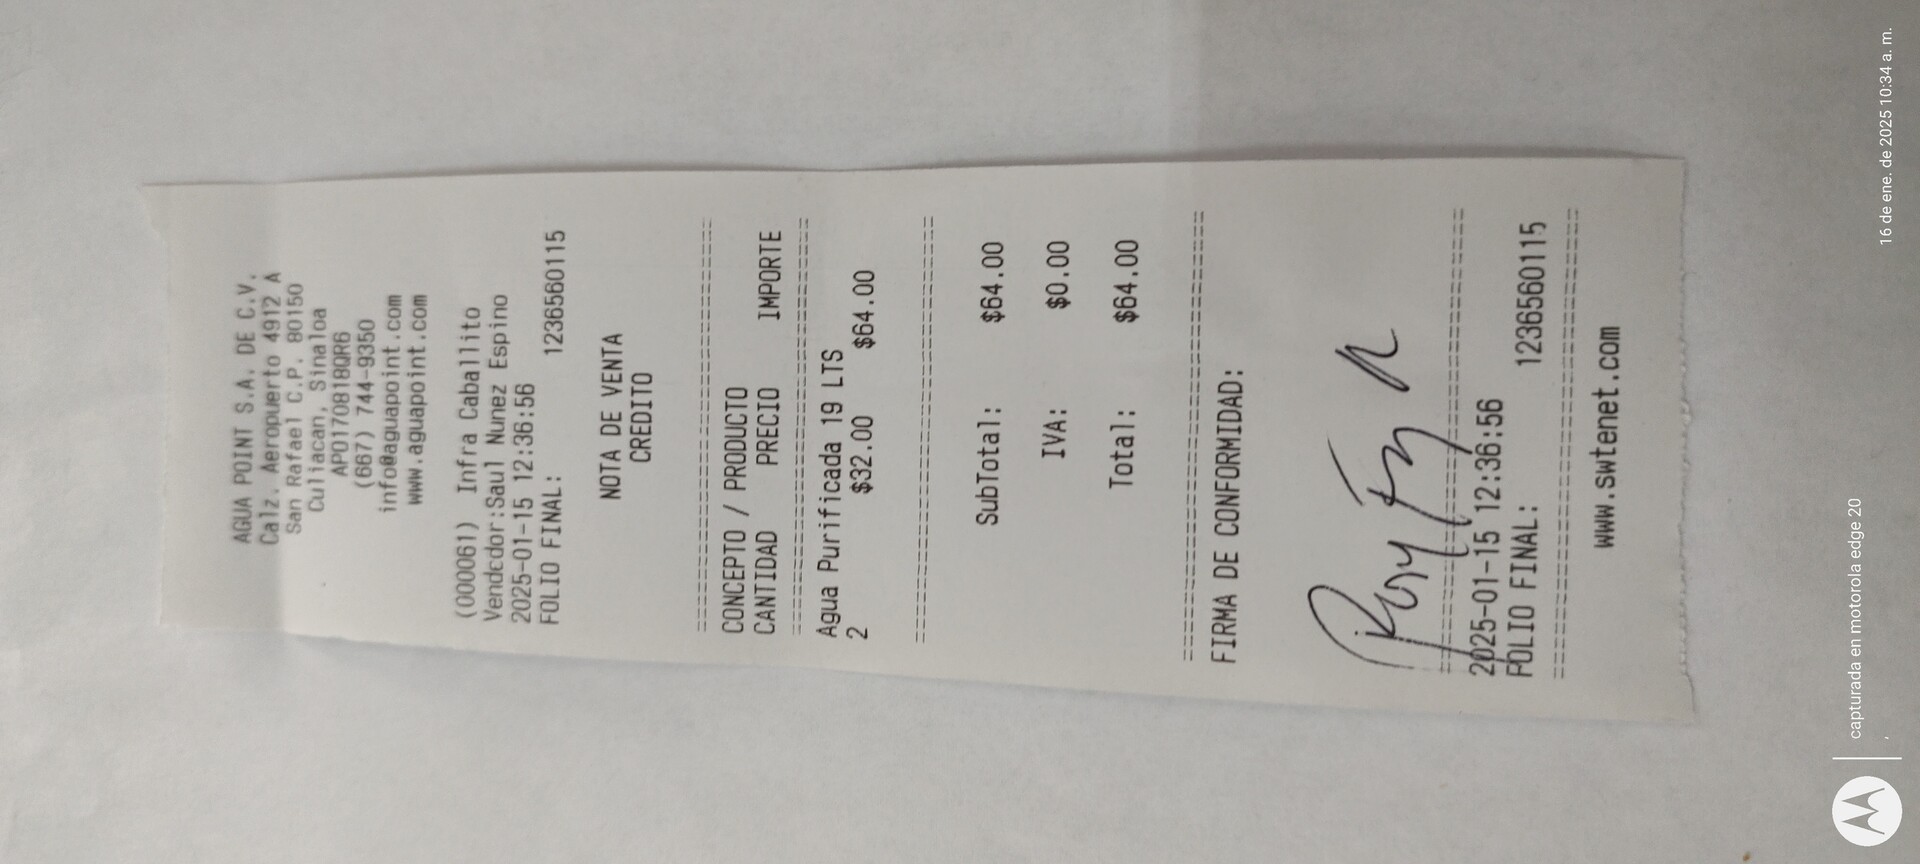 AGUA POINT S.A. DE C.V.
Calz. Aeropuerto 4912 A
San Rafael C.P. 80150
Culiacan, Sinaloa
APO170818QR6
(667) 744-9350
info@aguapoint.com
www.aguapoint.com
(000061) Infra Caballito
Vendedor:Saul Nunez Espino
2025-01-15 12:36:56
FOLIO FINAL: 1236560115
NOTA DE VENTA
CREDITO
==============================
CONCEPTO / PRODUCTO
CANTIDAD PRECIO IMPORTE
==============================
Agua Purificada 19 LTS
2 $32.00 $64.00
==============================
SubTotal: $64.00
IVA: $0.00
Total: $64.00
==============================
FIRMA DE CONFORMIDAD:
==============================
2025-01-15 12:36:56
FOLIO FINAL: 1236560115
==============================
www.swtenet.com
capturada en motorola edge 20
16 de ene. de 2025 10:34 a. m.